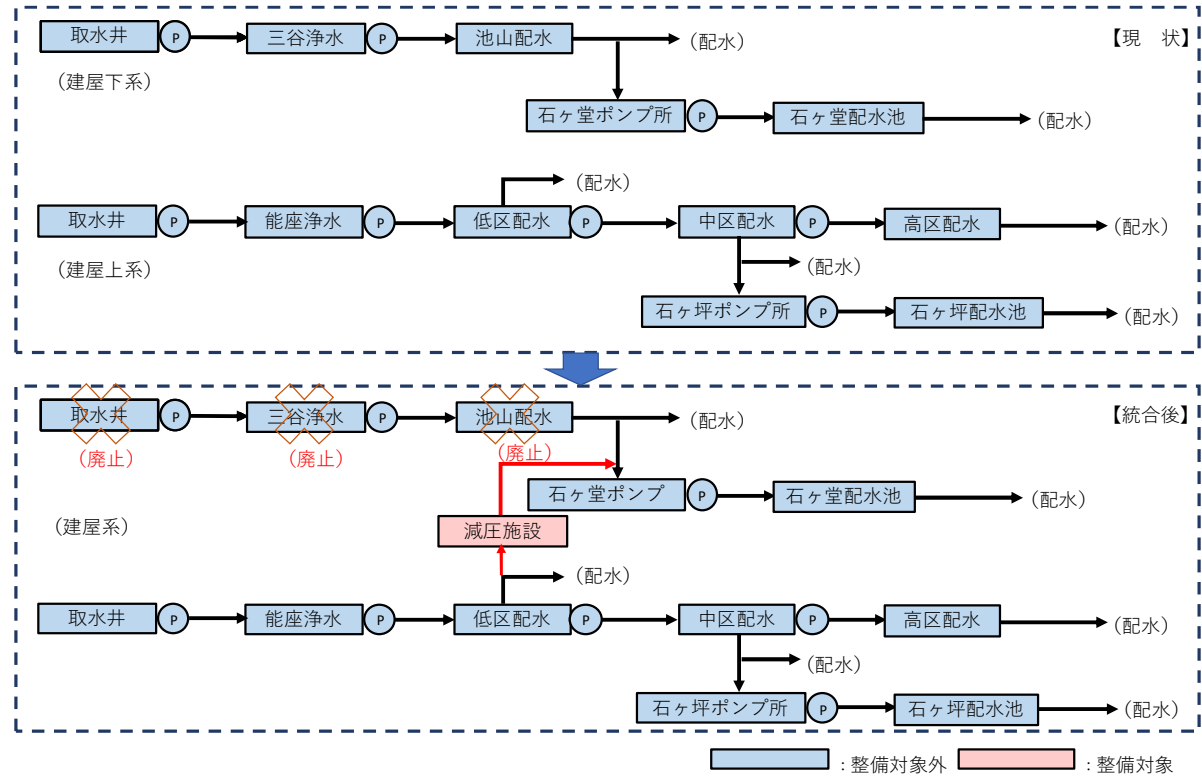 【現　状】
取水井
P
三谷浄水
P
池山配水
(配水)
(建屋下系)
石ヶ堂ポンプ所
P
石ヶ堂配水池
(配水)
(配水)
取水井
P
能座浄水
P
低区配水
P
中区配水
P
高区配水
(配水)
(建屋上系)
(配水)
石ヶ坪ポンプ所
P
石ヶ坪配水池
(配水)
【統合後】
取水井
P
三谷浄水
P
池山配水
(配水)
(廃止)
(廃止)
(廃止)
石ヶ堂ポンプ
P
石ヶ堂配水池
(配水)
(建屋系)
減圧施設
(配水)
取水井
P
能座浄水
P
低区配水
P
中区配水
P
高区配水
(配水)
(配水)
石ヶ坪ポンプ所
P
石ヶ坪配水池
(配水)
：整備対象外
：整備対象